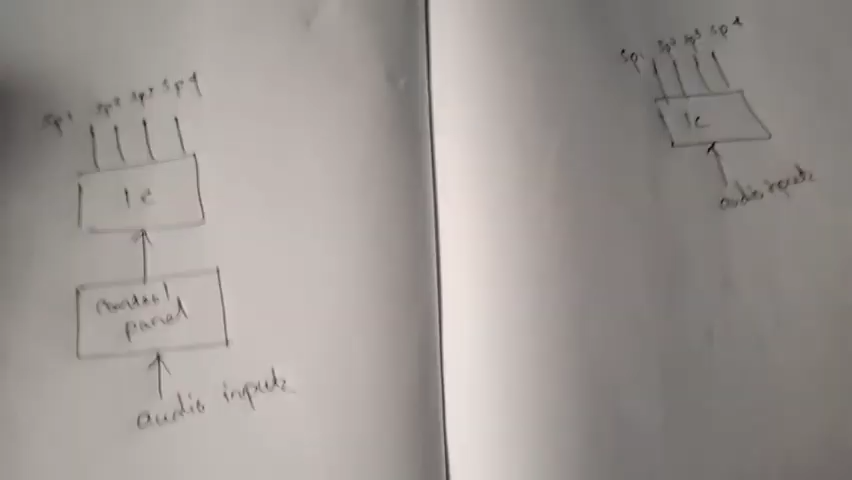 sp1 sp2 sp3 sp4
Ic
control
panel
audio inputs
sp1 sp2 sp3 sp4
Ic
audio inputs